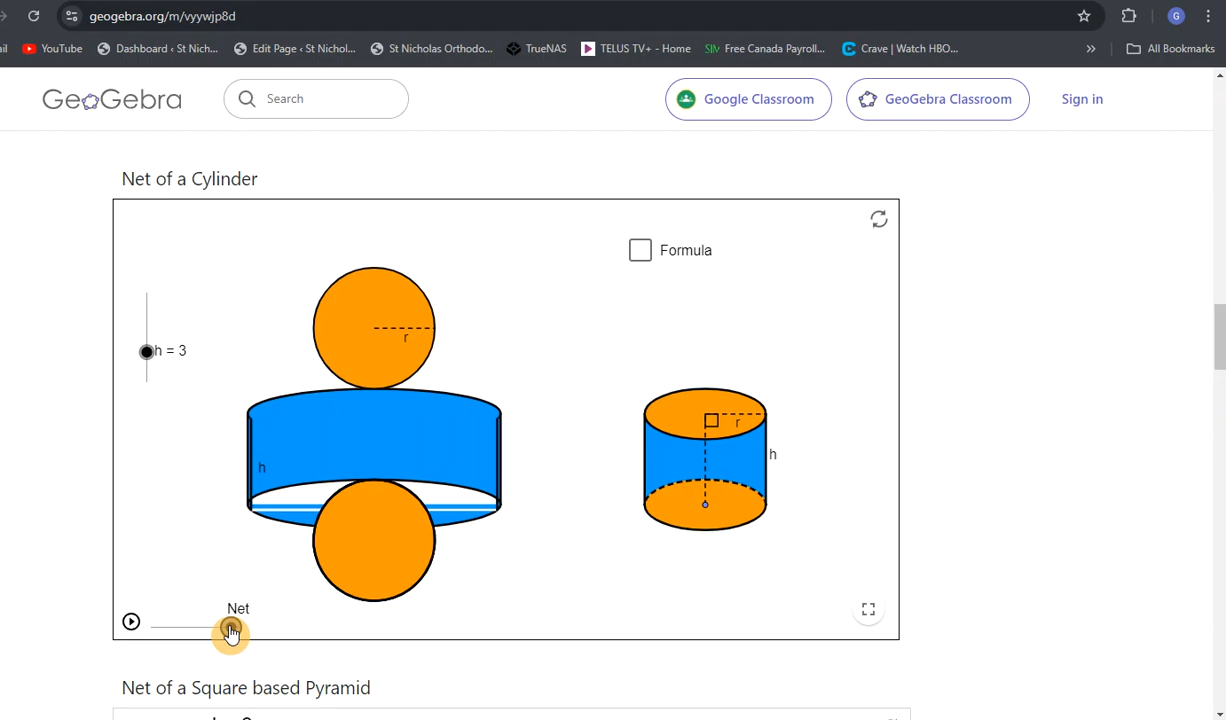 geogebra.org/m/vyywjp8d
G
il YouTube Dashboard ‹ St Nich... Edit Page ‹ St Nichol... St Nicholas Orthodo... TrueNAS TELUS TV+ - Home Free Canada Payroll... Crave | Watch HBO... » All Bookmarks
GeoGebra Search Google Classroom GeoGebra Classroom Sign in
Net of a Cylinder
Formula
r
h = 3
r
h
h
Net
Net of a Square based Pyramid